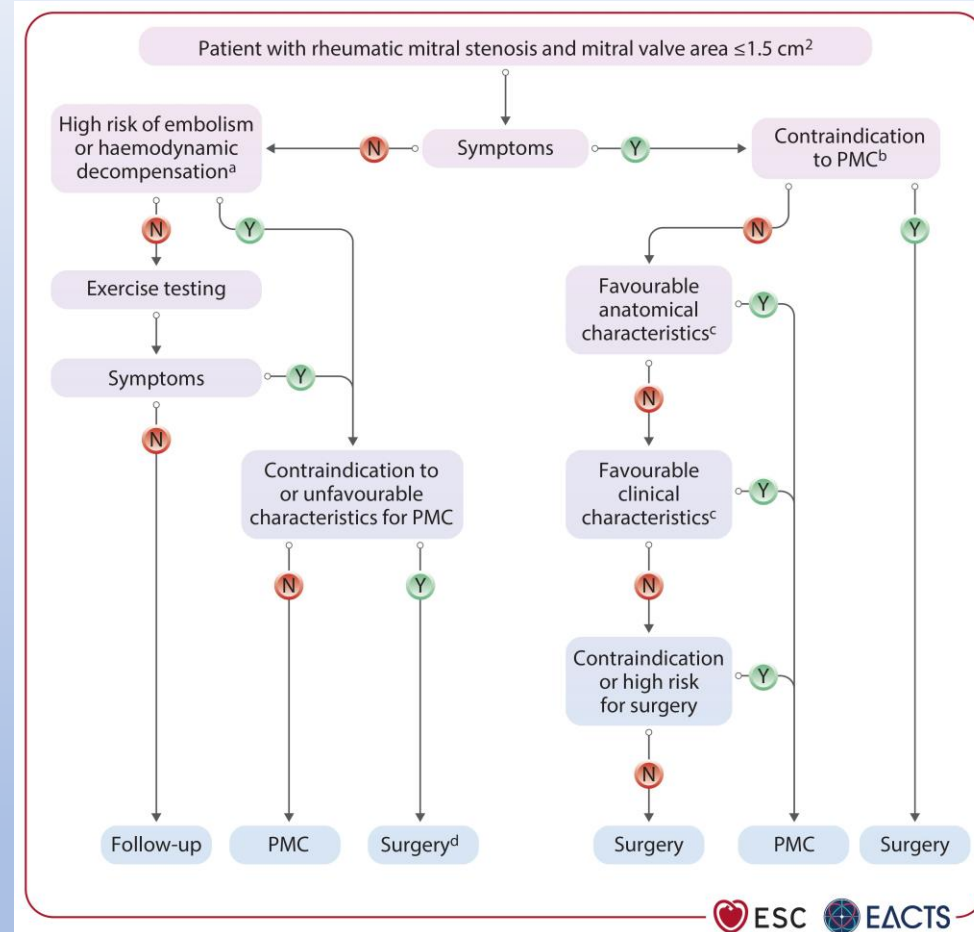 Patient with rheumatic mitral stenosis and mitral valve area ≤1.5 cm²
High risk of embolism
or haemodynamic
decompensationᵃ
N
Symptoms
Y
Contraindication
to PMCᵇ
N
Y
N
Y
Exercise testing
Favourable
anatomical
characteristicsᶜ
Y
Symptoms
Y
N
N
Contraindication to
or unfavourable
characteristics for PMC
Favourable
clinical
characteristicsᶜ
Y
N
Y
N
Contraindication
or high risk
for surgery
Y
N
Follow-up
PMC
Surgeryᵈ
Surgery
PMC
Surgery
ESC
EACTS